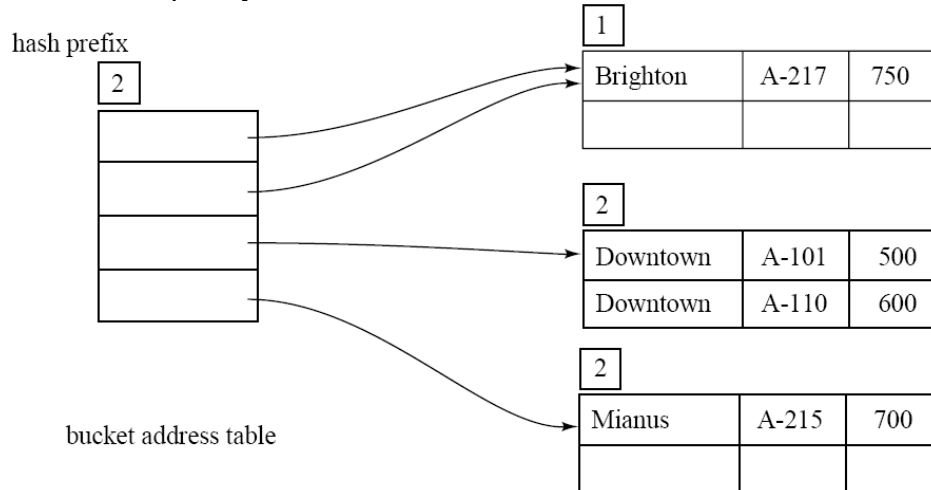 hash prefix
2
bucket address table
1
Brighton A-217 750
2
Downtown A-101 500
Downtown A-110 600
2
Mianus A-215 700